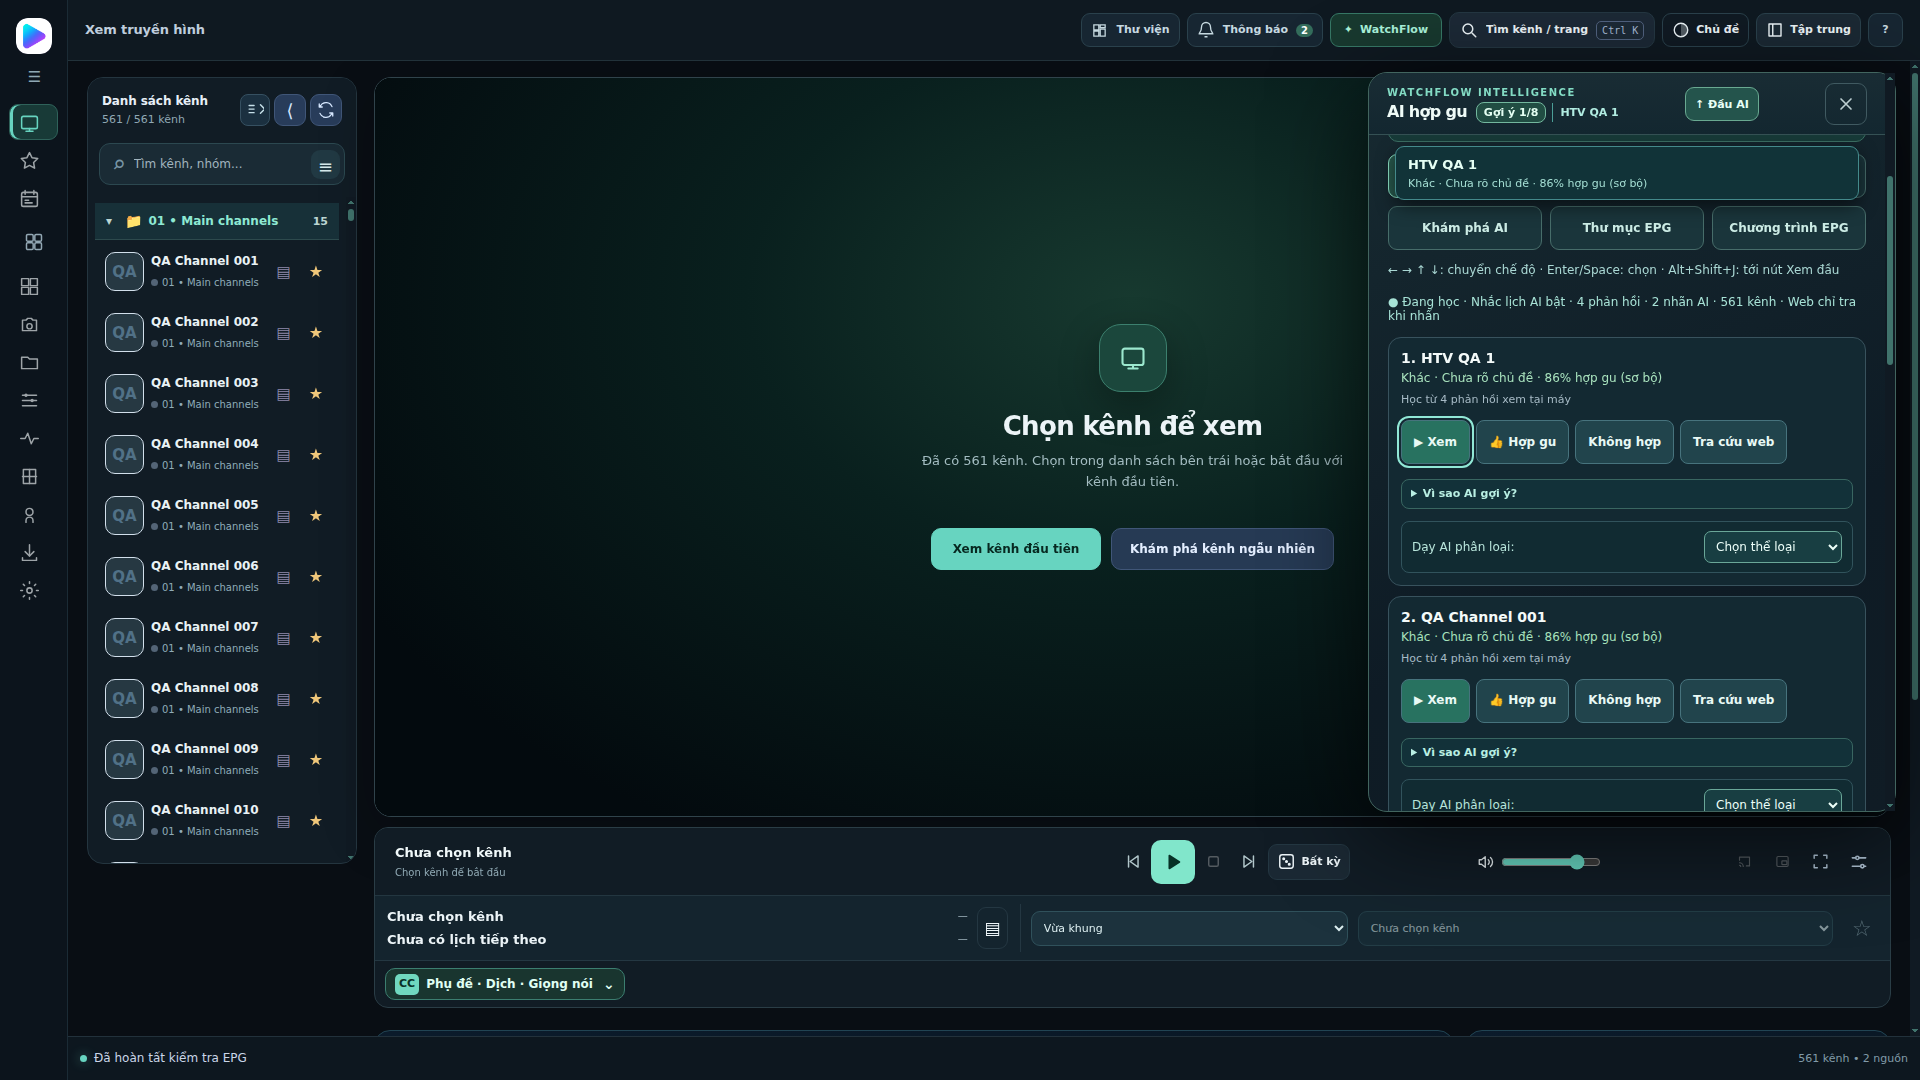 Xem truyền hình
Thư viện
Thông báo 2
✦ WatchFlow
Tìm kênh / trang Ctrl K
Chủ đề
Tập trung
?
Danh sách kênh
561 / 561 kênh
Tìm kênh, nhóm...
▾ 📁 01 • Main channels 15
QA
QA Channel 001
01 • Main channels
QA
QA Channel 002
01 • Main channels
QA
QA Channel 003
01 • Main channels
QA
QA Channel 004
01 • Main channels
QA
QA Channel 005
01 • Main channels
QA
QA Channel 006
01 • Main channels
QA
QA Channel 007
01 • Main channels
QA
QA Channel 008
01 • Main channels
QA
QA Channel 009
01 • Main channels
QA
QA Channel 010
01 • Main channels
Chọn kênh để xem
Đã có 561 kênh. Chọn trong danh sách bên trái hoặc bắt đầu với
kênh đầu tiên.
Xem kênh đầu tiên
Khám phá kênh ngẫu nhiên
WATCHFLOW INTELLIGENCE
AI hợp gu Gợi ý 1/8 HTV QA 1
↑ Đầu AI
HTV QA 1
Khác · Chưa rõ chủ đề · 86% hợp gu (sơ bộ)
Khám phá AI
Thư mục EPG
Chương trình EPG
← → ↑ ↓: chuyển chế độ · Enter/Space: chọn · Alt+Shift+J: tới nút Xem đầu
● Đang học · Nhắc lịch AI bật · 4 phản hồi · 2 nhãn AI · 561 kênh · Web chỉ tra
khi nhấn
1. HTV QA 1
Khác · Chưa rõ chủ đề · 86% hợp gu (sơ bộ)
Học từ 4 phản hồi xem tại máy
▶ Xem
👍 Hợp gu
Không hợp
Tra cứu web
▶ Vì sao AI gợi ý?
Dạy AI phân loại: Chọn thể loại
2. QA Channel 001
Khác · Chưa rõ chủ đề · 86% hợp gu (sơ bộ)
Học từ 4 phản hồi xem tại máy
▶ Xem
👍 Hợp gu
Không hợp
Tra cứu web
▶ Vì sao AI gợi ý?
Dạy AI phân loại: Chọn thể loại
Chưa chọn kênh
Chọn kênh để bắt đầu
Bất kỳ
Chưa chọn kênh —
Chưa có lịch tiếp theo —
Vừa khung
Chưa chọn kênh
CC Phụ đề · Dịch · Giọng nói
Đã hoàn tất kiểm tra EPG
561 kênh • 2 nguồn